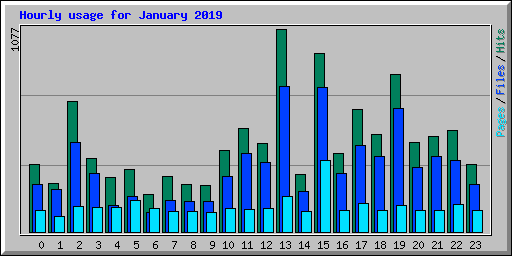 Hourly usage for January 2019
1077
Pages/Files/Hits
0 1 2 3 4 5 6 7 8 9 10 11 12 13 14 15 16 17 18 19 20 21 22 23